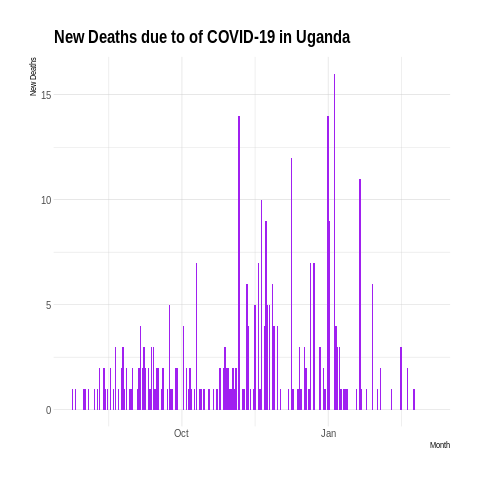 New Deaths due to of COVID-19 in Uganda
New Deaths
15
10
5
0
Oct
Jan
Month